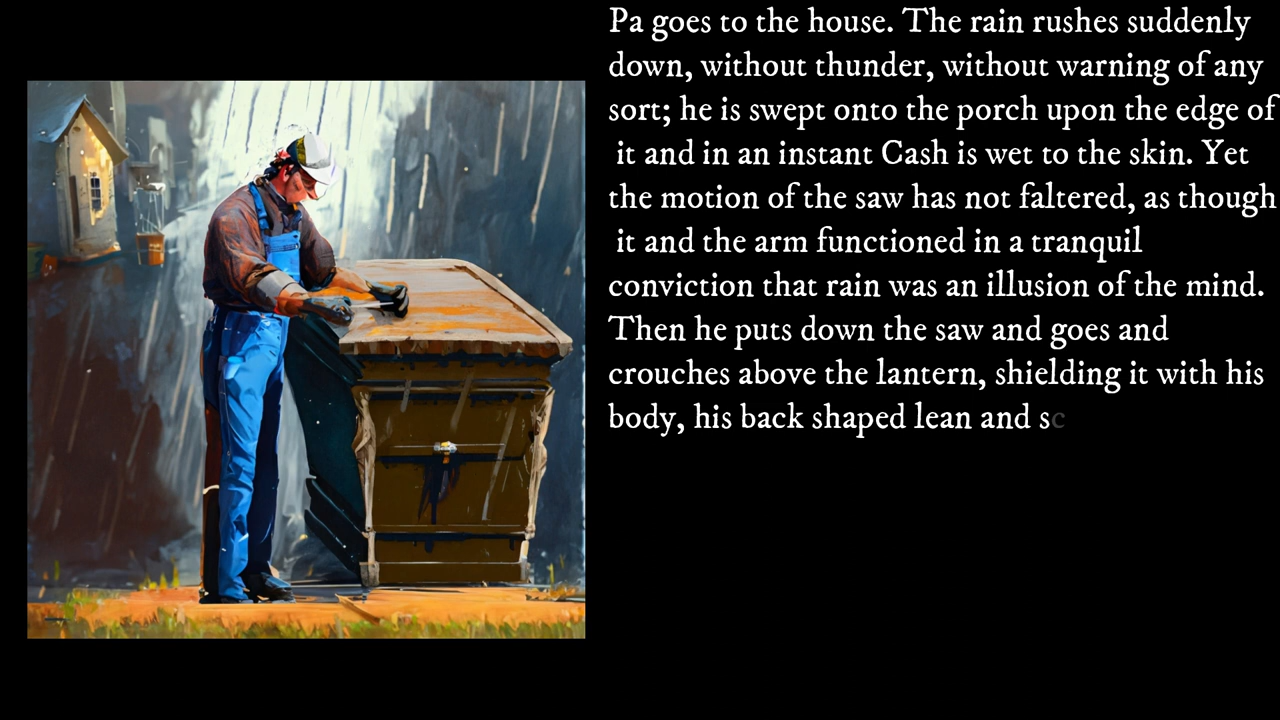 Pa goes to the house. The rain rushes suddenly
down, without thunder, without warning of any
sort; he is swept onto the porch upon the edge of
it and in an instant Cash is wet to the skin. Yet
the motion of the saw has not faltered, as though
it and the arm functioned in a tranquil
conviction that rain was an illusion of the mind.
Then he puts down the saw and goes and
crouches above the lantern, shielding it with his
body, his back shaped lean and sc